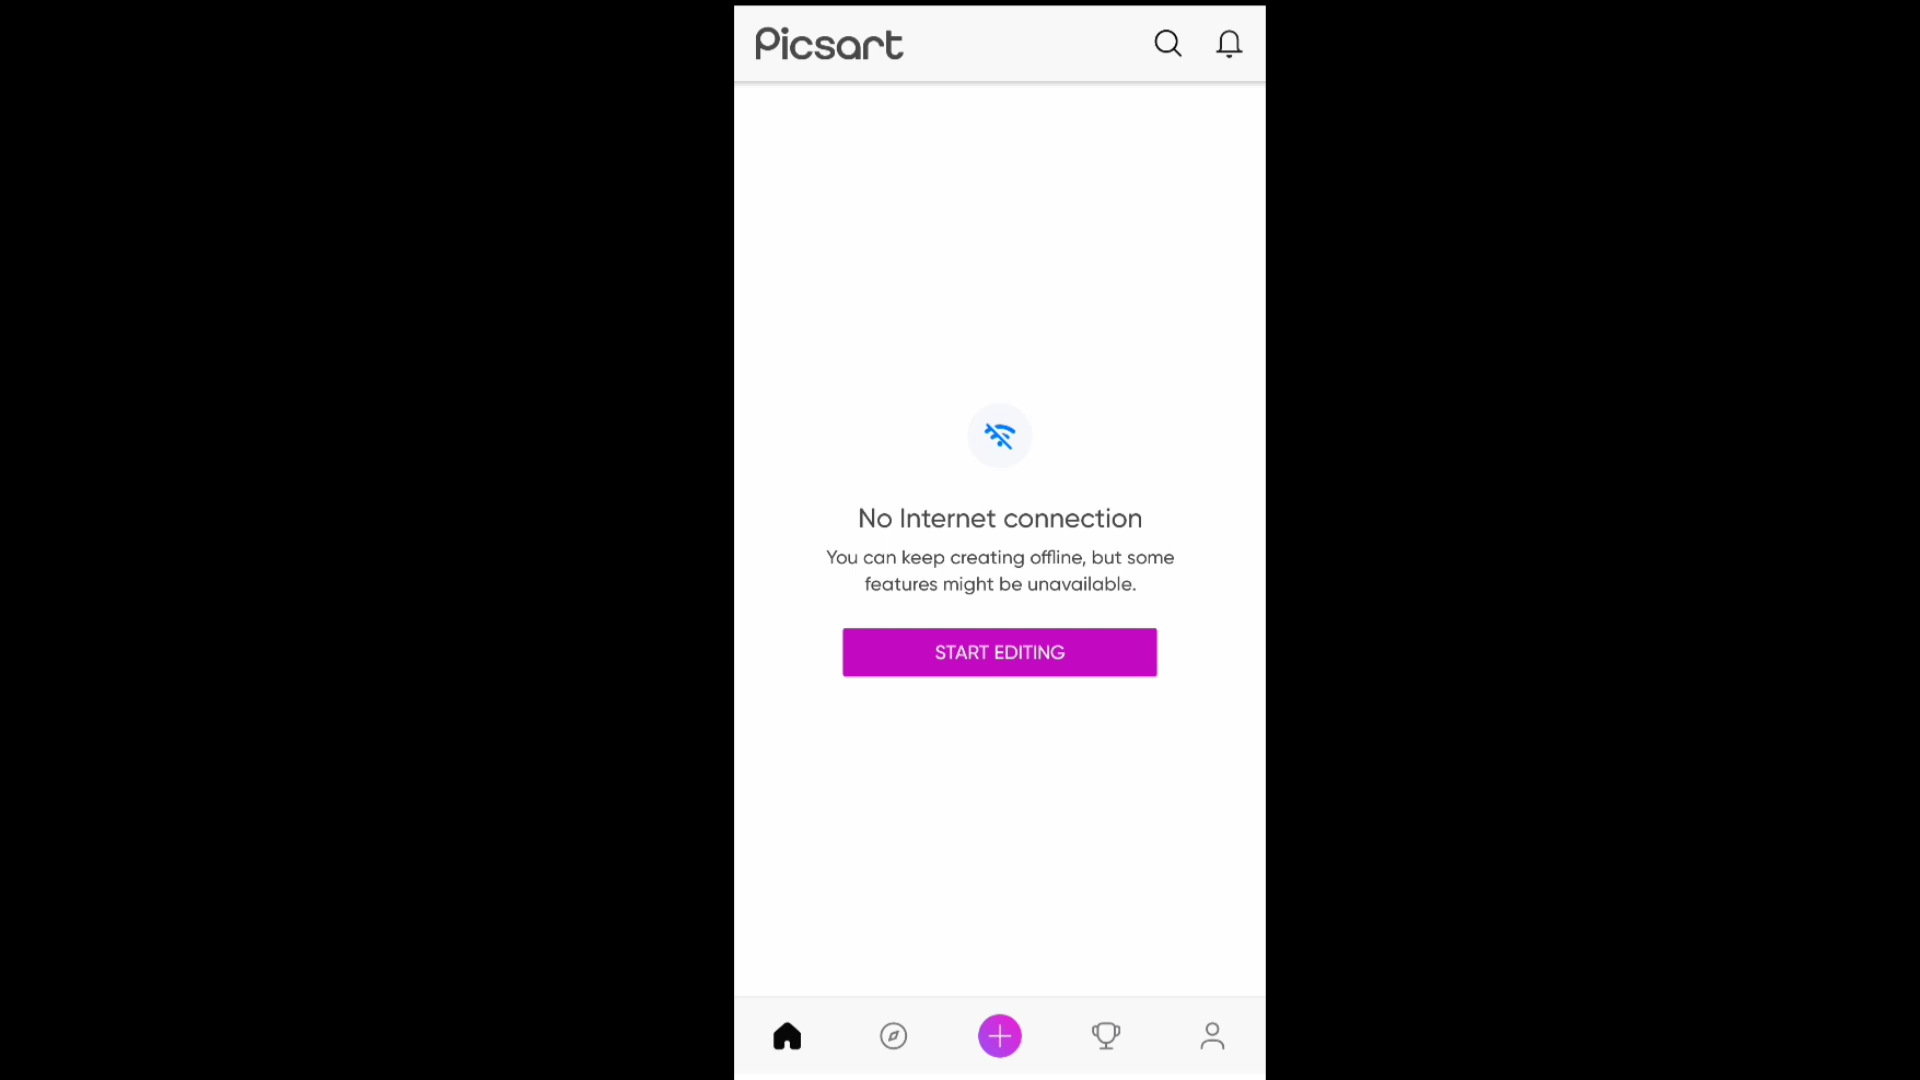 Picsart
No Internet connection
You can keep creating offline, but some
features might be unavailable.
START EDITING